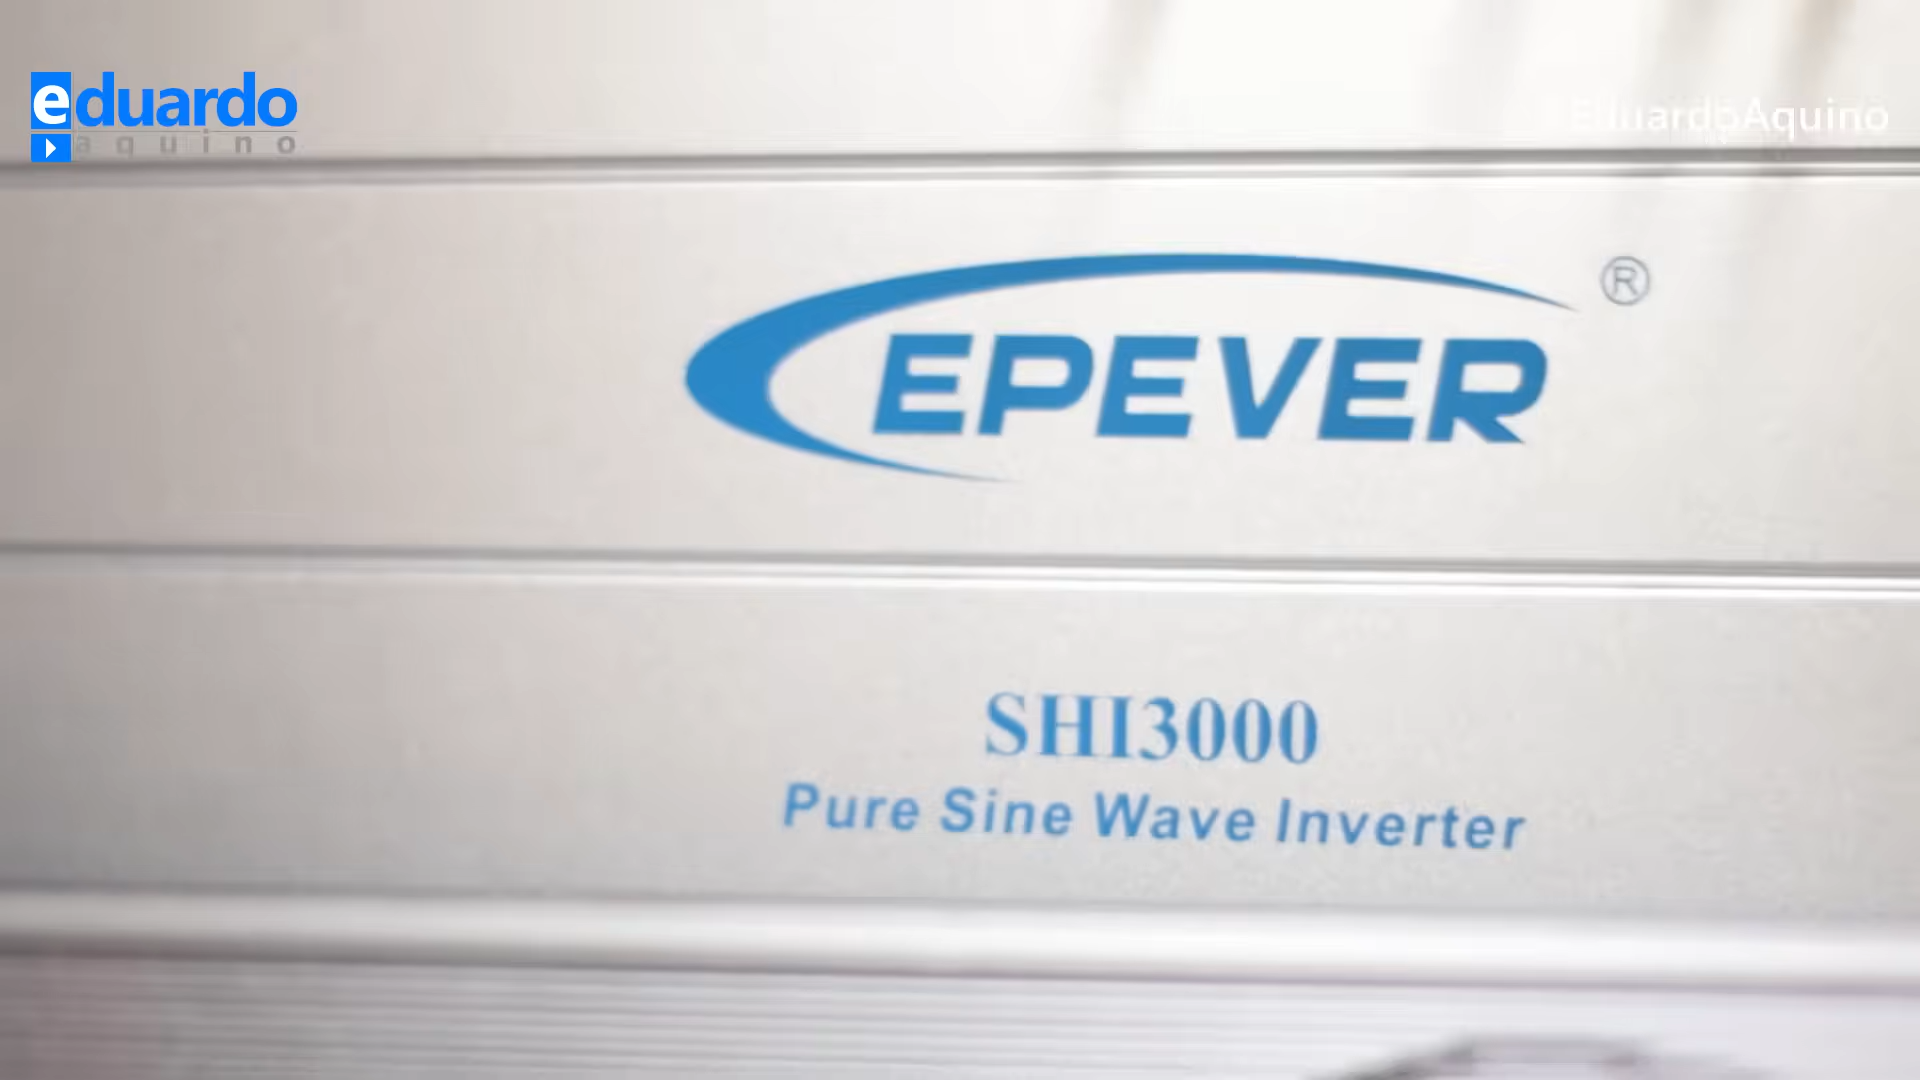 eduardo
aquino
EduardoAquino
EPEVER®
SHI3000
Pure Sine Wave Inverter